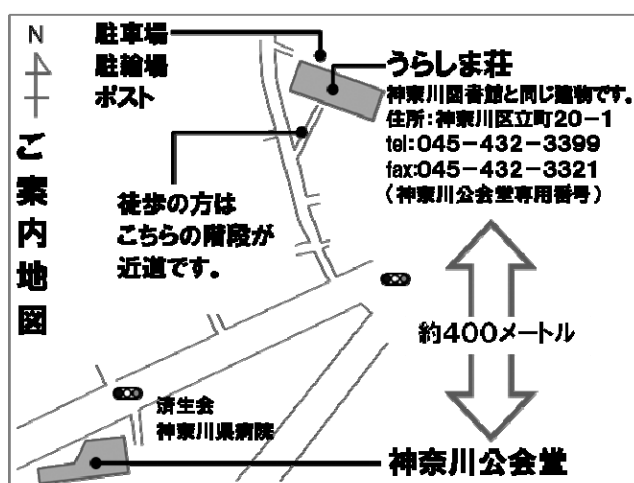 N
ご案内地図
駐車場
駐輪場
ポスト
うらしま荘
神奈川図書館と同じ建物です。
住所:神奈川区立町20-1
tel:045-432-3399
fax:045-432-3321
(神奈川公会堂専用番号)
徒歩の方は
こちらの階段が
近道です。
約400メートル
済生会
神奈川県病院
神奈川公会堂